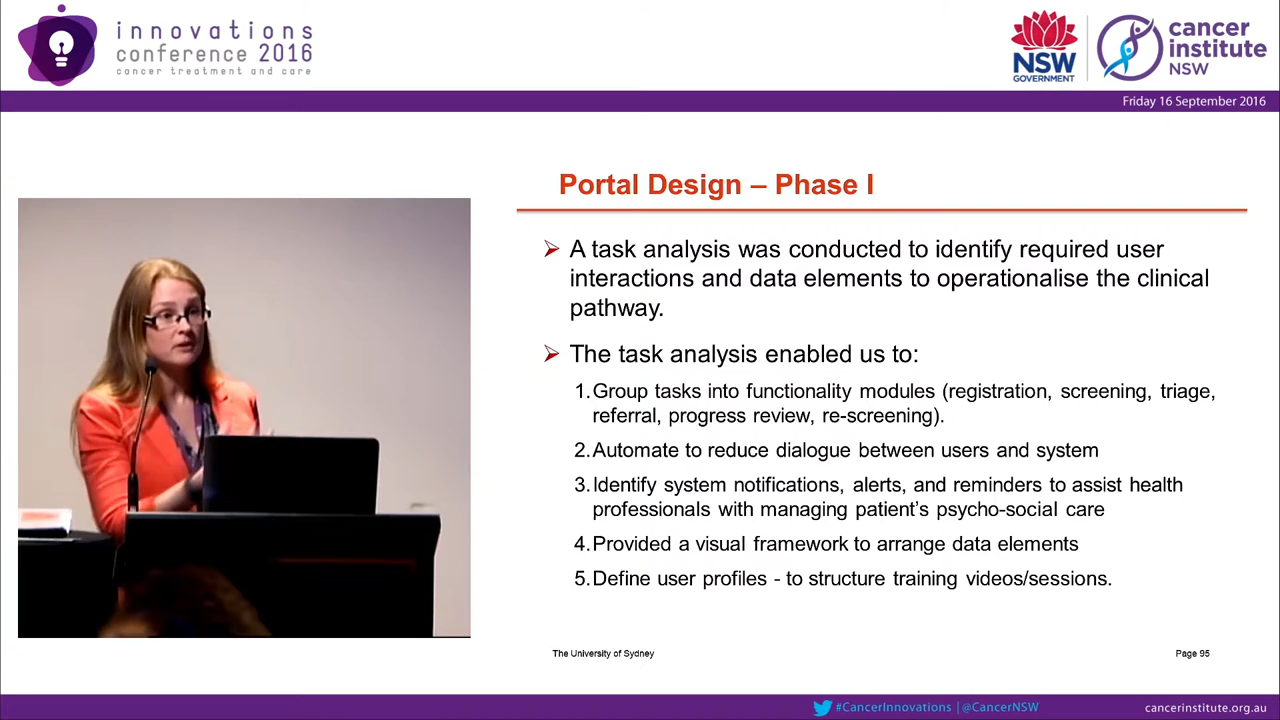 innovations
conference 2016
cancer treatment and care
NSW
GOVERNMENT
cancer
institute
NSW
Friday 16 September 2016
Portal Design – Phase I
A task analysis was conducted to identify required user
interactions and data elements to operationalise the clinical
pathway.
The task analysis enabled us to:
1. Group tasks into functionality modules (registration, screening, triage,
referral, progress review, re-screening).
2. Automate to reduce dialogue between users and system
3. Identify system notifications, alerts, and reminders to assist health
professionals with managing patient's psycho-social care
4. Provided a visual framework to arrange data elements
5. Define user profiles - to structure training videos/sessions.
The University of Sydney
Page 95
#CancerInnovations | @CancerNSW
cancerinstitute.org.au